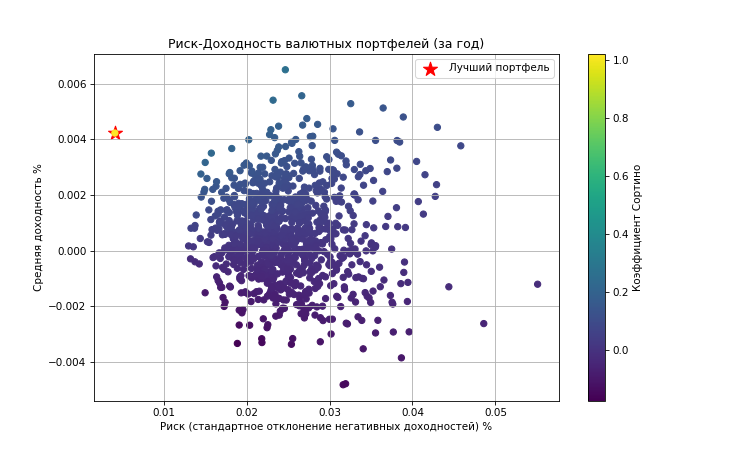 Риск-Доходность валютных портфелей (за год)
Лучший портфель
0.006
0.004
0.002
0.000
−0.002
−0.004
Средняя доходность %
0.01 0.02 0.03 0.04 0.05
Риск (стандартное отклонение негативных доходностей) %
1.0
0.8
0.6
0.4
0.2
0.0
Коэффициент Сортино